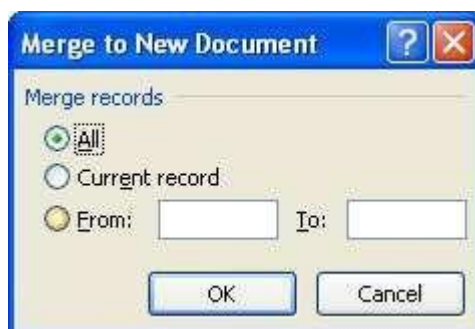 Merge to New Document ?
Merge records
All
Current record
From: To:
OK Cancel